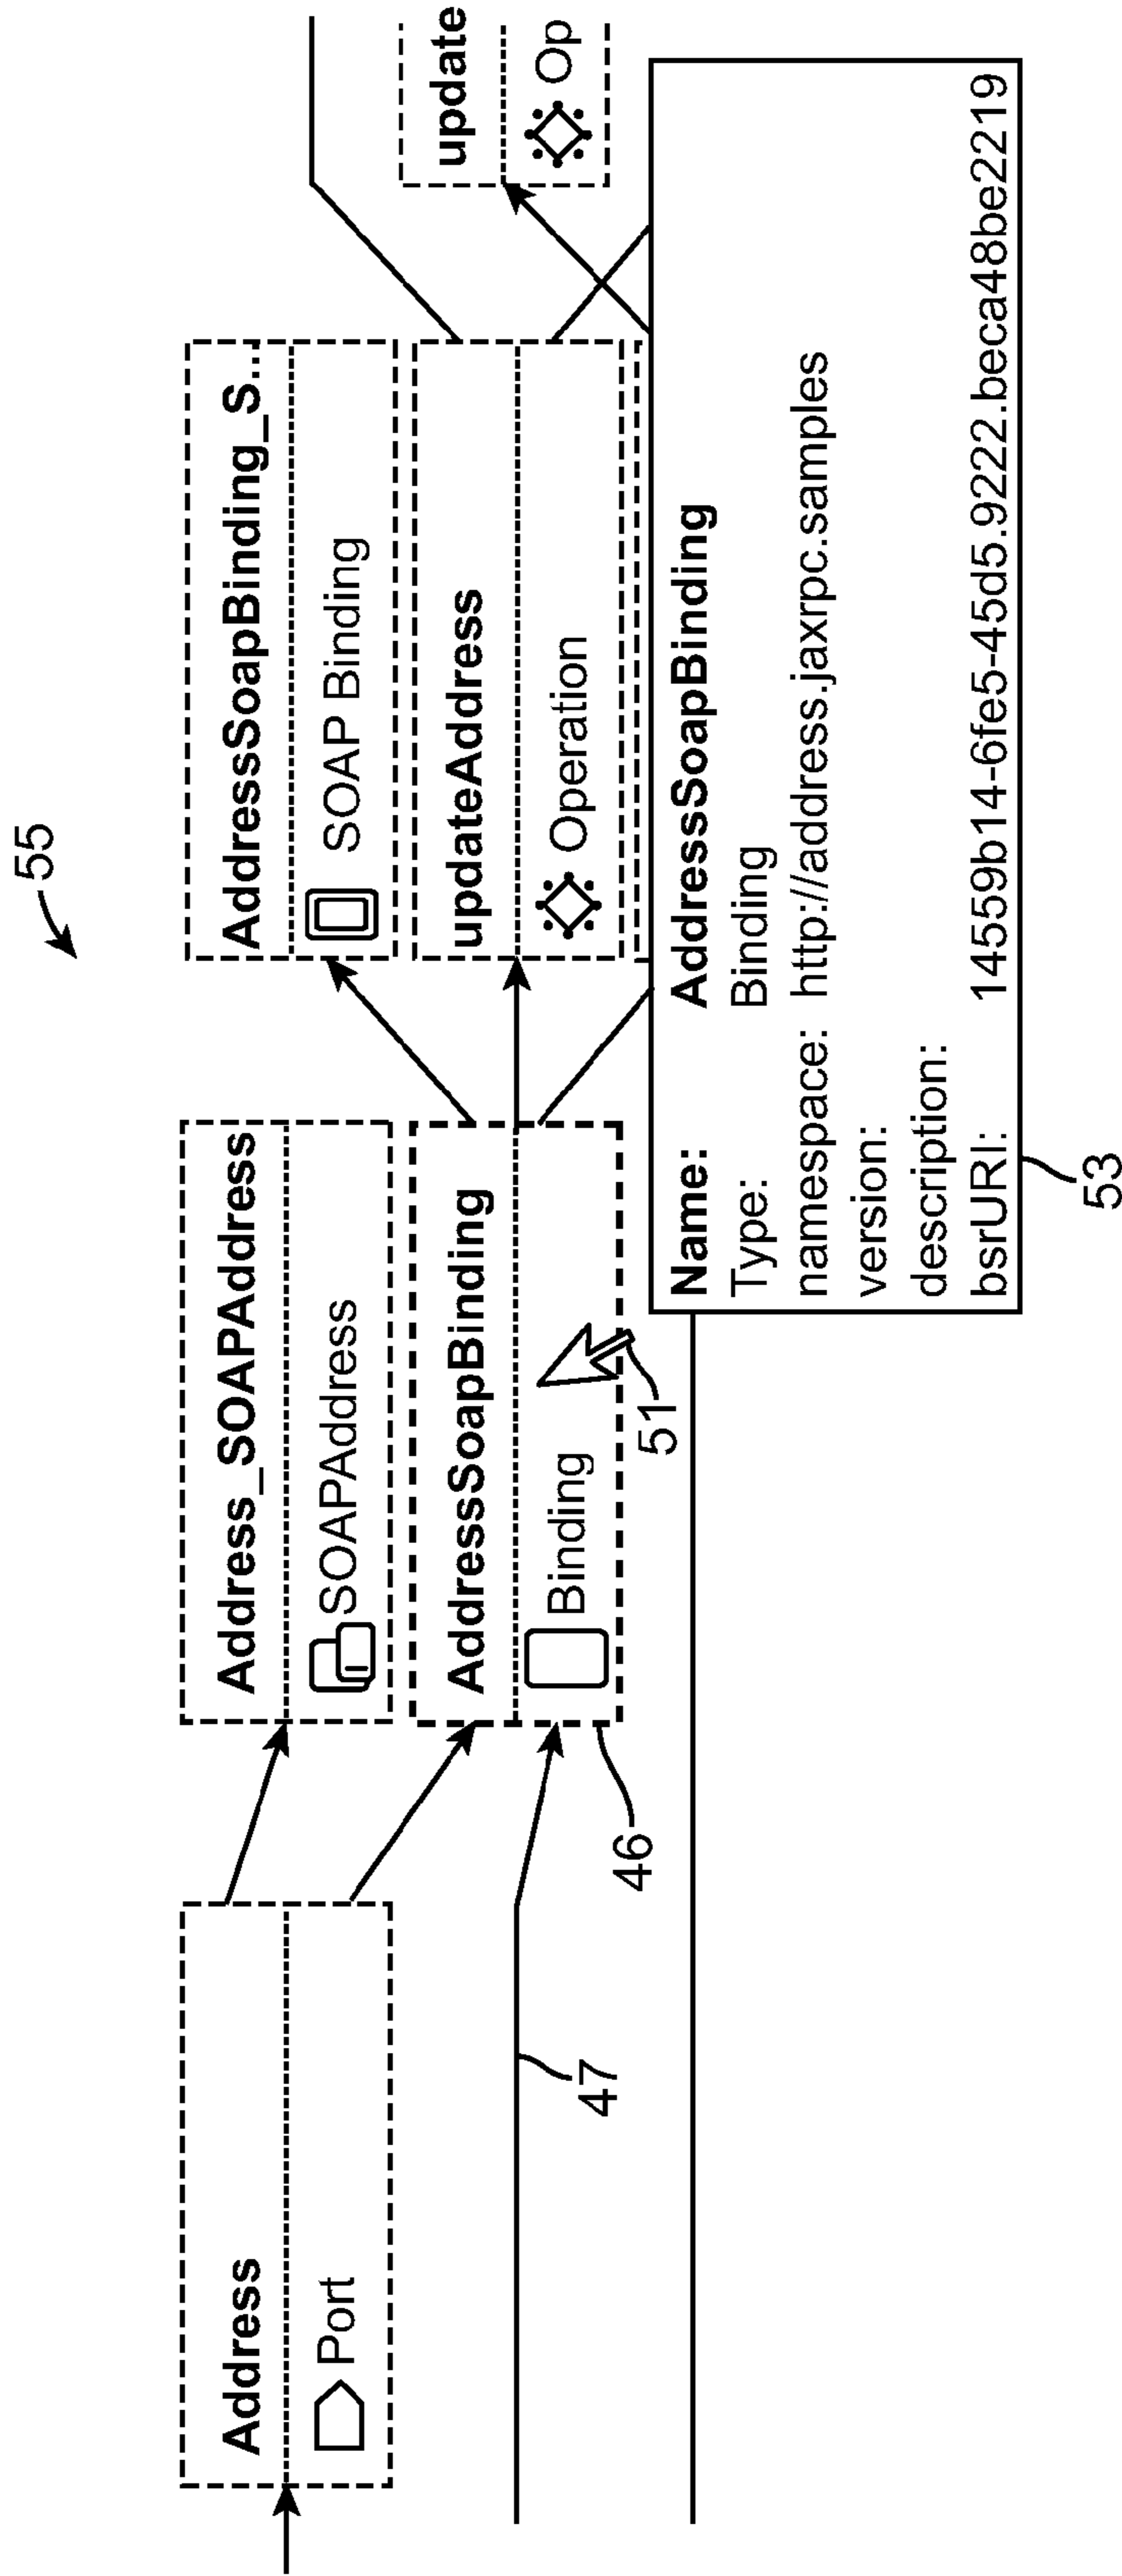 55
Address
Port
Address_SOAPAddress
SOAPAddress
AddressSoapBinding_S...
SOAP Binding
update
Op
AddressSoapBinding
Binding
updateAddress
Operation
47
46
51
Name: AddressSoapBinding
Type: Binding
namespace: http://address.jaxrpc.samples
version:
description:
bsrURI: 14559b14-6fe5-45d5.9222.beca48be2219
53